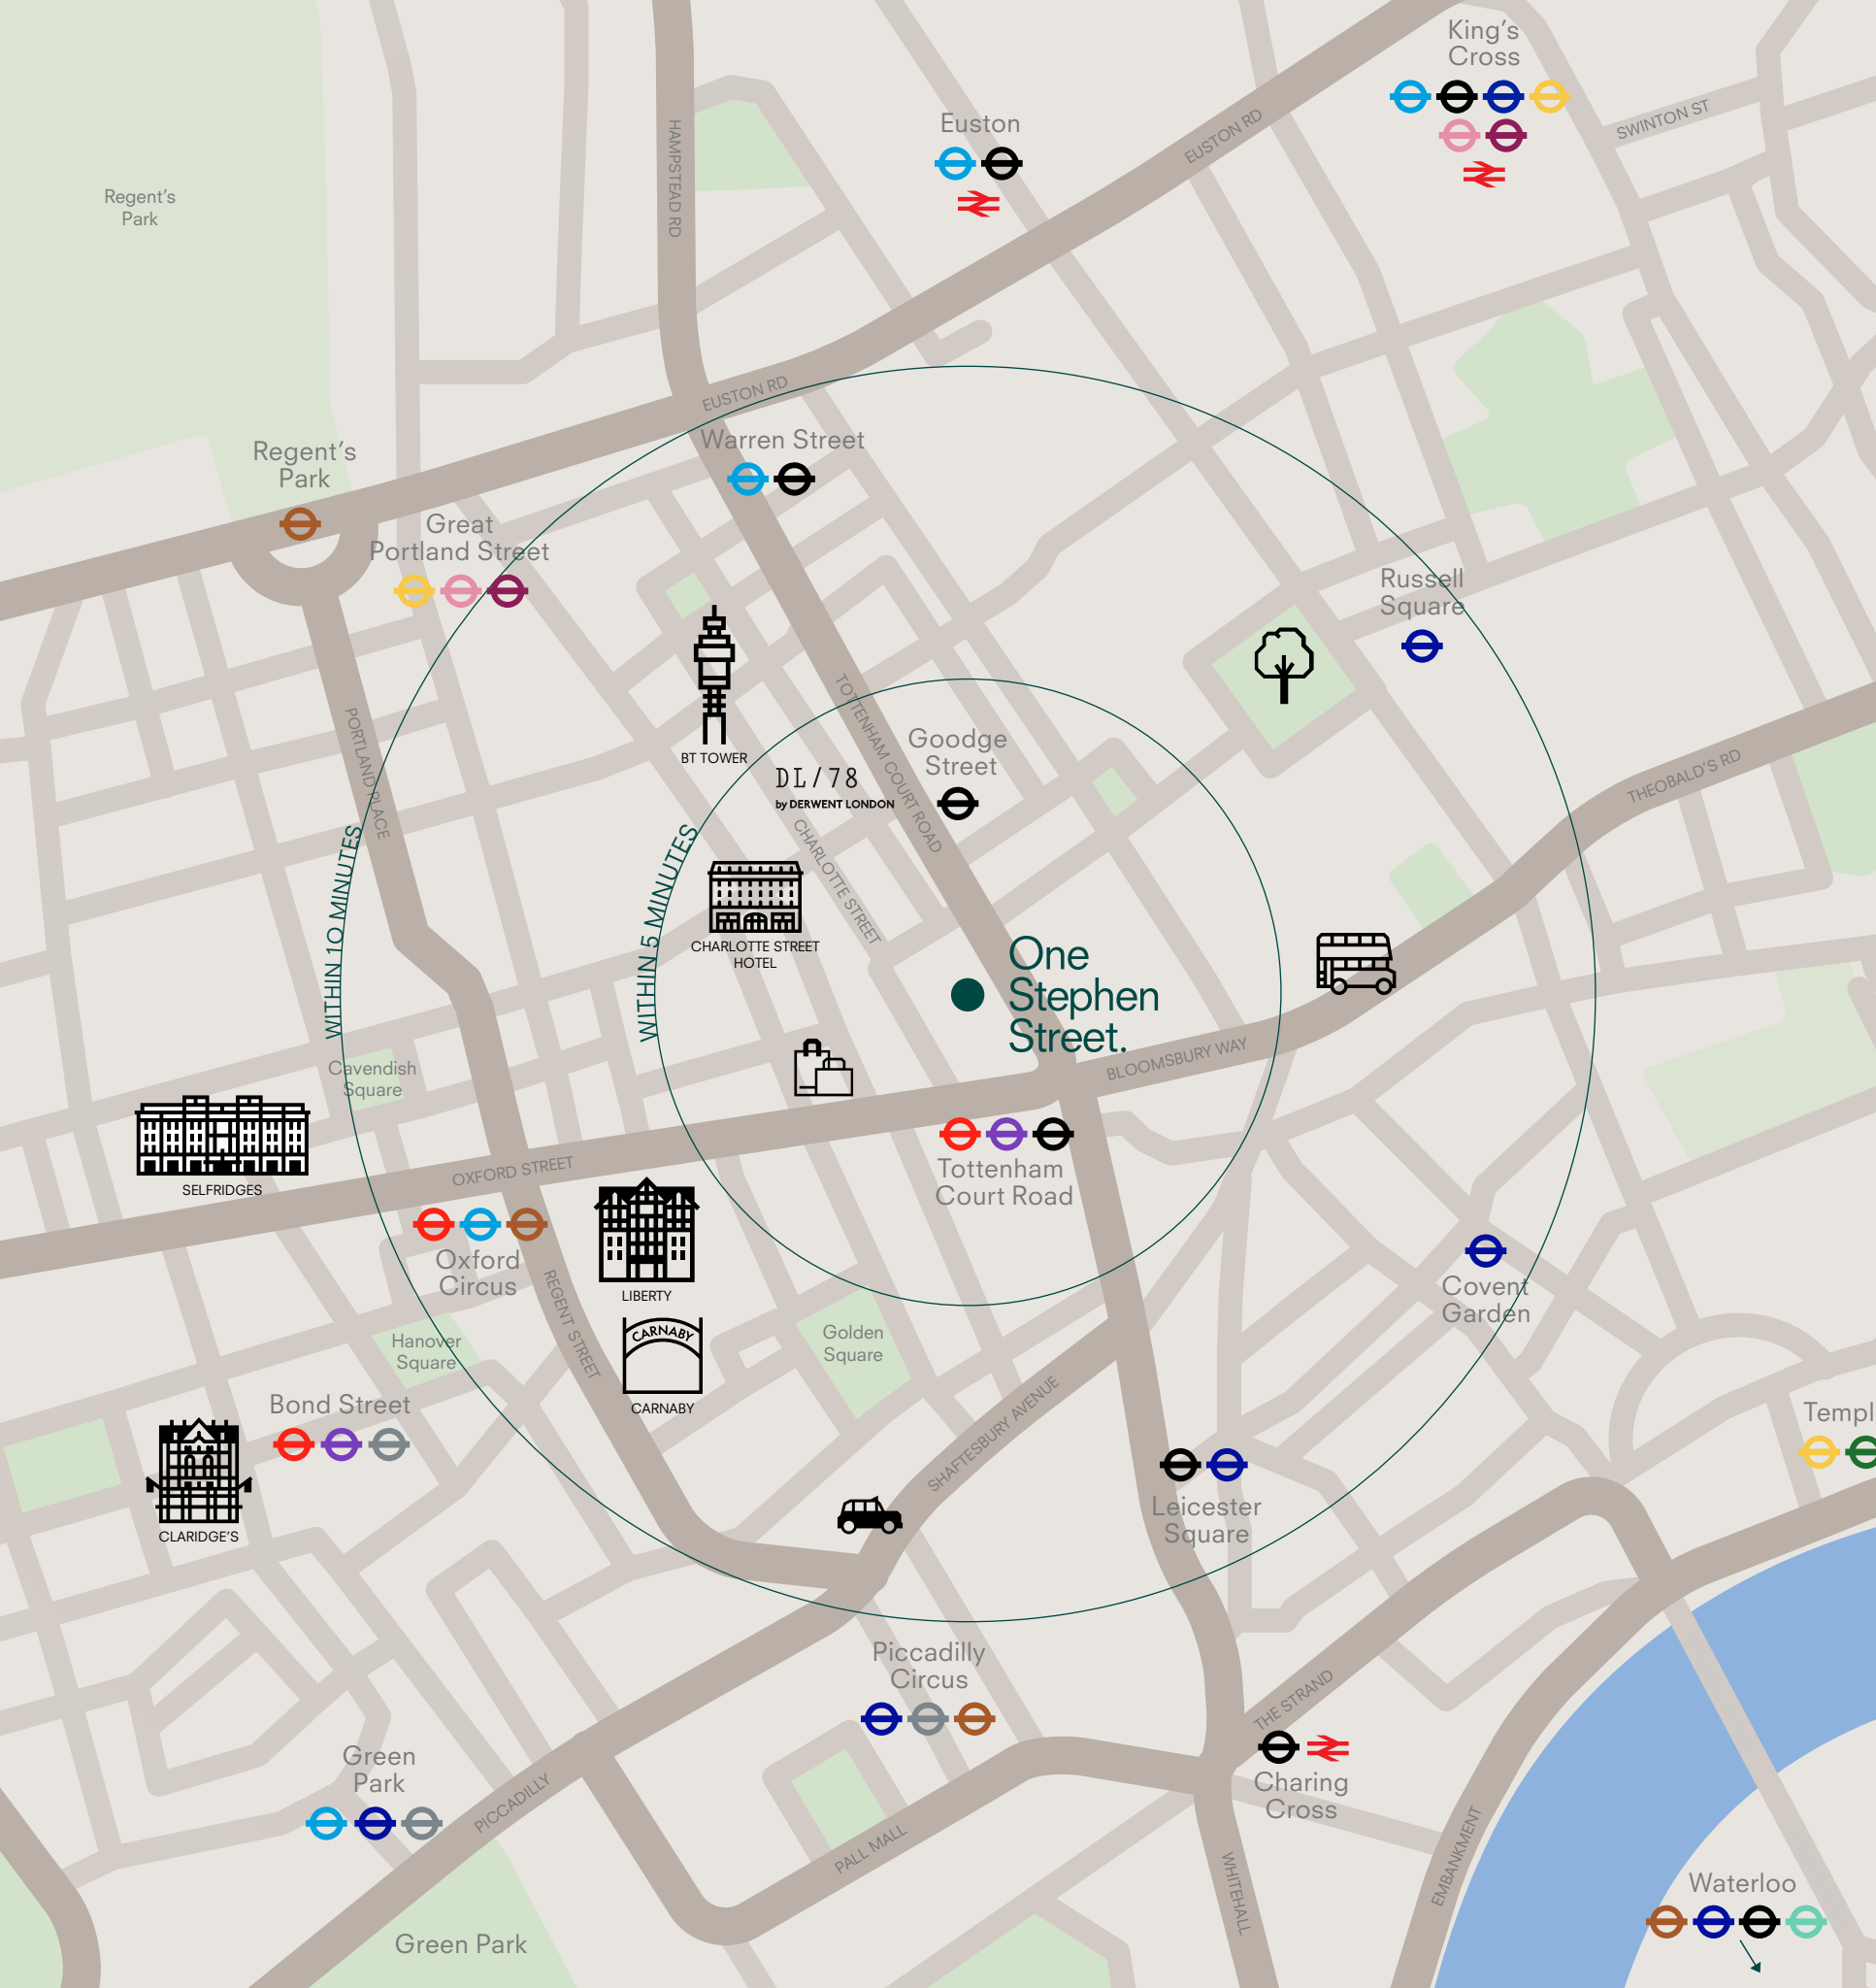 King's
Cross
SWINTON ST
Euston
EUSTON RD
HAMPSTEAD RD
Regent's
Park
EUSTON RD
Warren Street
Regent's
Park
Great
Portland Street
Russell
Square
TOTTENHAM COURT ROAD
PORTLAND PLACE
BT TOWER
Goodge
Street
DL/78
by DERWENT LONDON
THEOBALD'S RD
CHARLOTTE STREET
WITHIN 10 MINUTES
WITHIN 5 MINUTES
CHARLOTTE STREET
HOTEL
One
Stephen
Street.
BLOOMSBURY WAY
Cavendish
Square
SELFRIDGES
OXFORD STREET
Tottenham
Court Road
Oxford
Circus
LIBERTY
REGENT STREET
Covent
Garden
CARNABY
CARNABY
Hanover
Square
Golden
Square
Bond Street
SHAFTESBURY AVENUE
Templ
CLARIDGE'S
Leicester
Square
Piccadilly
Circus
THE STRAND
Green
Park
PICCADILLY
Charing
Cross
PALL MALL
WHITEHALL
EMBANKMENT
Waterloo
Green Park